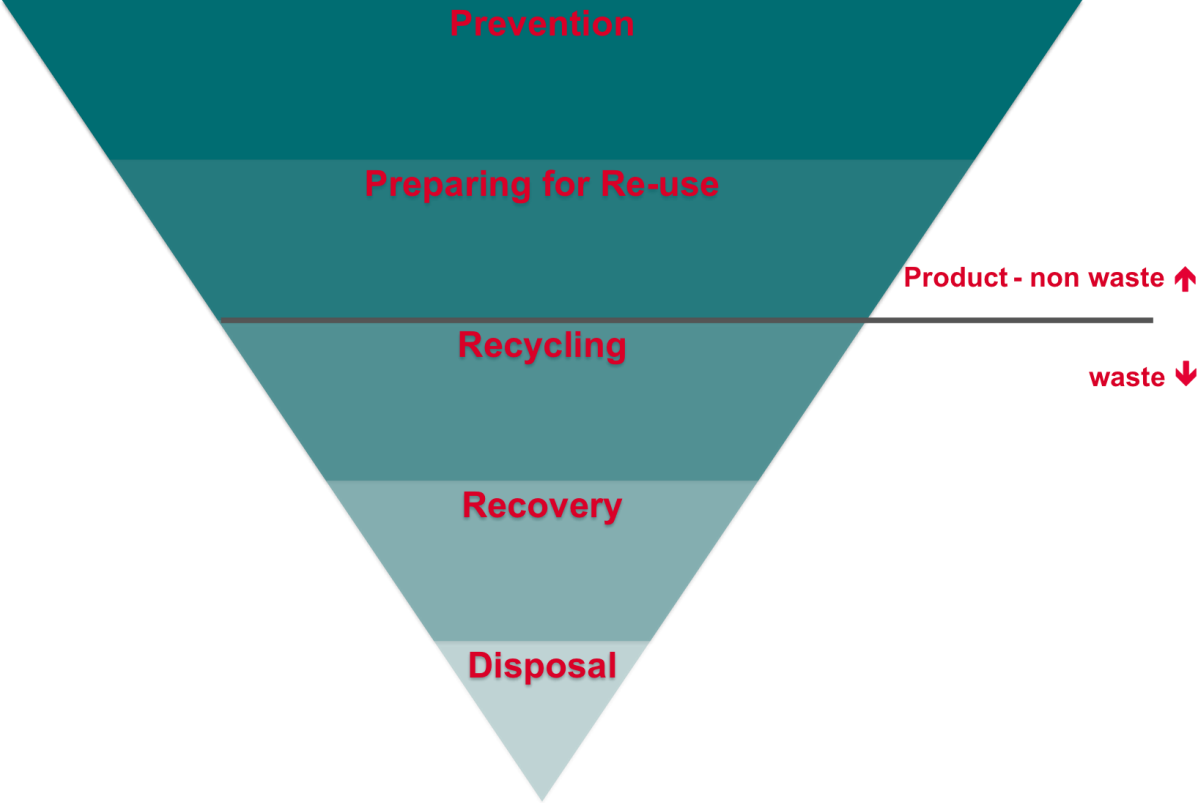 Prevention
Preparing for Re-use
Product - non waste ↑
Recycling
waste ↓
Recovery
Disposal